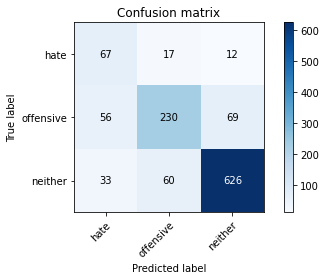 Confusion matrix
True label
hate 67 17 12
offensive 56 230 69
neither 33 60 626
hate offensive neither
Predicted label
600
500
400
300
200
100